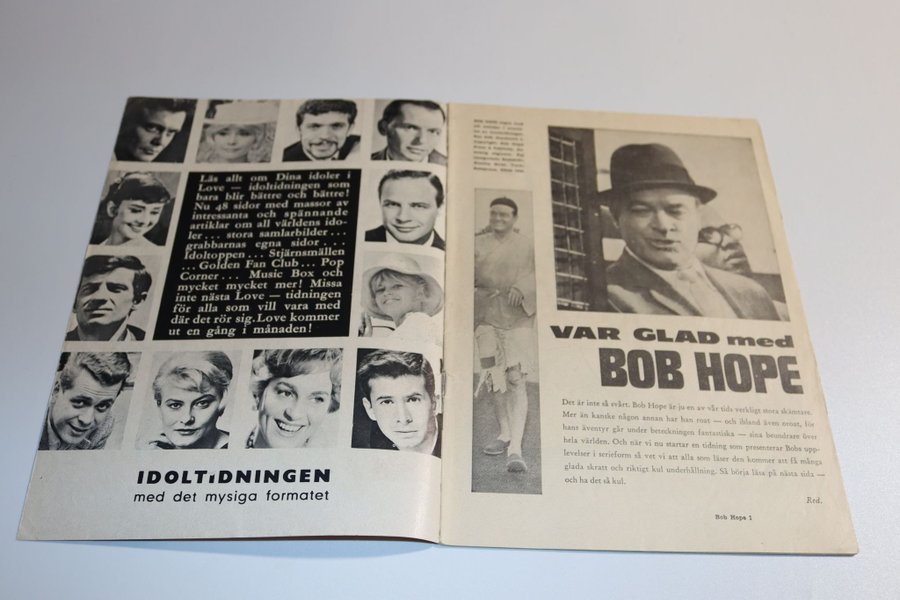 Läs allt om Dina idoler i
Love — idoltidningen som
bara blir bättre och bättre!
Nu 48 sidor med massor av
intressanta och spännande
artiklar om all världens ido-
ler... stora samlarbilder...
grabbarnas egna sidor...
Idoltoppen... Stjärnsmällen
... Golden Fan Club... Pop
Corner... Music Box och
mycket mycket mer! Missa
inte nästa Love — tidningen
för alla som vill vara med
där det rör sig. Love kommer
ut en gång i månaden!
IDOLTiDNINGEN
med det mysiga formatet
VAR GLAD med
BOB HOPE
Det är inte så svårt. Bob Hope är ju en av vår tids verkligt stora skämtare.
Mer än kanske någon annan har han roat — och ibland även oroat, för
hans äventyr går under beteckningen fantastiska — sina beundrare över
hela världen. Och när vi nu startar en tidning som presenterar Bobs upp-
levelser i serieform så vet vi att alla som läser den kommer att få många
glada skratt och riktigt kul underhållning. Så börja läsa på nästa sida —
och ha det så kul.
Red.
Bob Hope 1